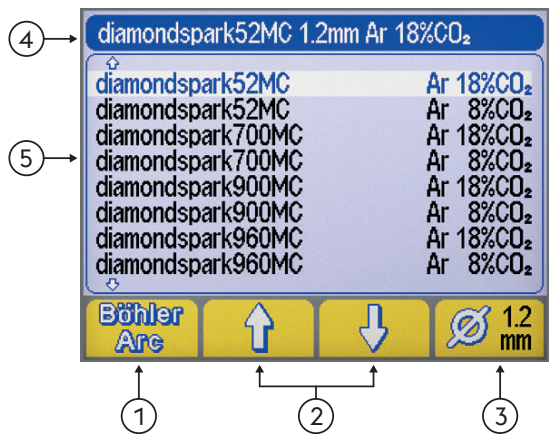 ④ diamondspark52MC 1.2mm Ar 18%CO₂
diamondspark52MC Ar 18%CO₂
diamondspark52MC Ar 8%CO₂
diamondspark700MC Ar 18%CO₂
⑤ diamondspark700MC Ar 8%CO₂
diamondspark900MC Ar 18%CO₂
diamondspark900MC Ar 8%CO₂
diamondspark960MC Ar 18%CO₂
diamondspark960MC Ar 8%CO₂
Böhler Ø 1.2
Arc mm
① ② ③